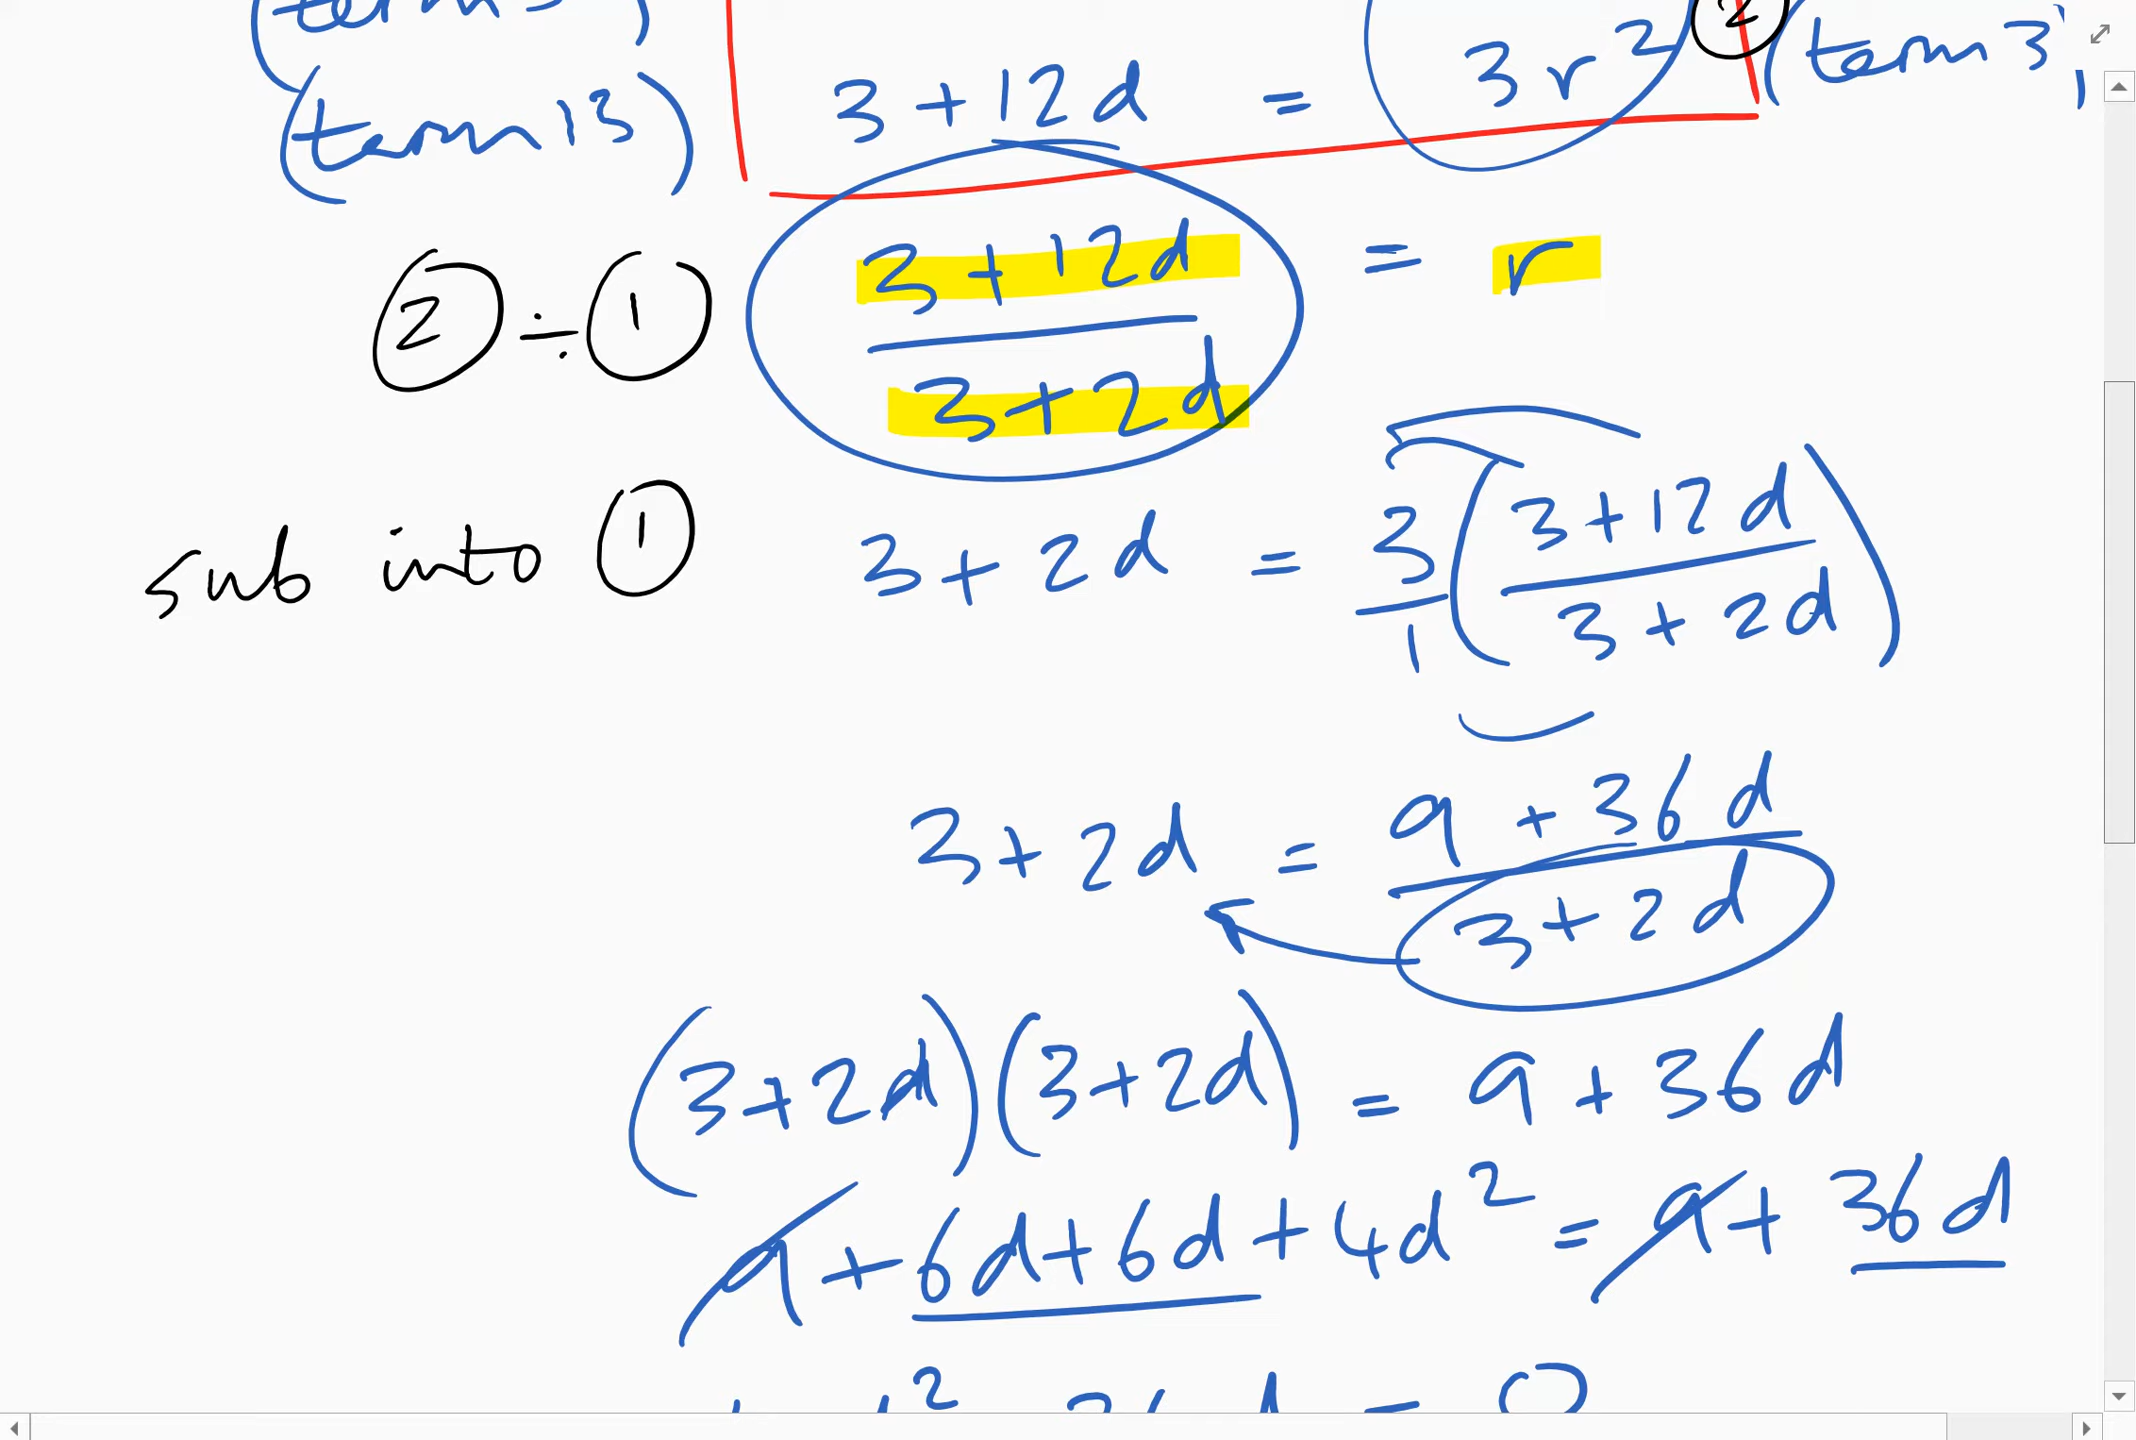 (term 3)
(term 13) 3 + 12d = 3r² ② (term 3)
② ÷ ① (3 + 12d)/(3 + 2d) = r
sub into ① 3 + 2d = 3/1 ((3 + 12d)/(3 + 2d))
3 + 2d = (9 + 36d)/(3 + 2d)
(3 + 2d)(3 + 2d) = 9 + 36d
9 + 6d + 6d + 4d² = 9 + 36d